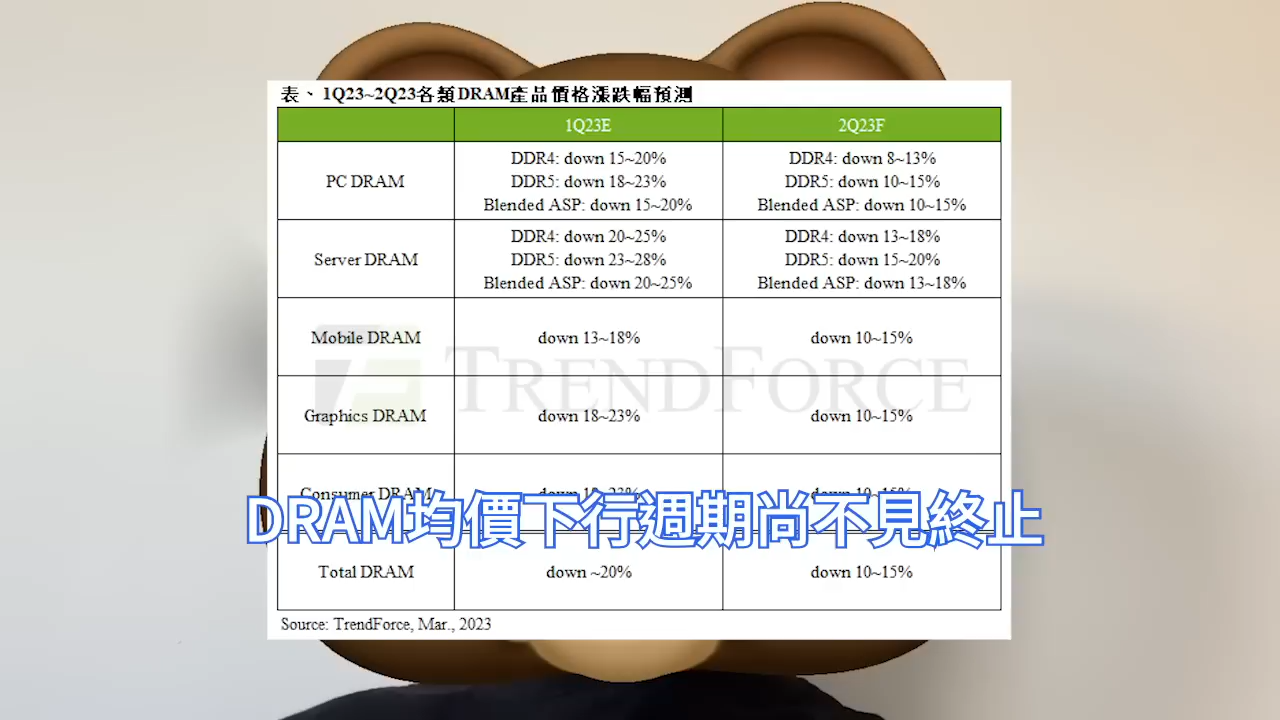 表、1Q23~2Q23各類DRAM產品價格漲跌幅預測
1Q23E
2Q23F
PC DRAM
DDR4: down 15~20%
DDR5: down 18~23%
Blended ASP: down 15~20%
DDR4: down 8~13%
DDR5: down 10~15%
Blended ASP: down 10~15%
Server DRAM
DDR4: down 20~25%
DDR5: down 23~28%
Blended ASP: down 20~25%
DDR4: down 13~18%
DDR5: down 15~20%
Blended ASP: down 13~18%
Mobile DRAM
down 13~18%
down 10~15%
TRENDFORCE
Graphics DRAM
down 18~23%
down 10~15%
Consumer DRAM
DRAM均價下行週期尚不見終止
Total DRAM
down ~20%
down 10~15%
Source: TrendForce, Mar., 2023